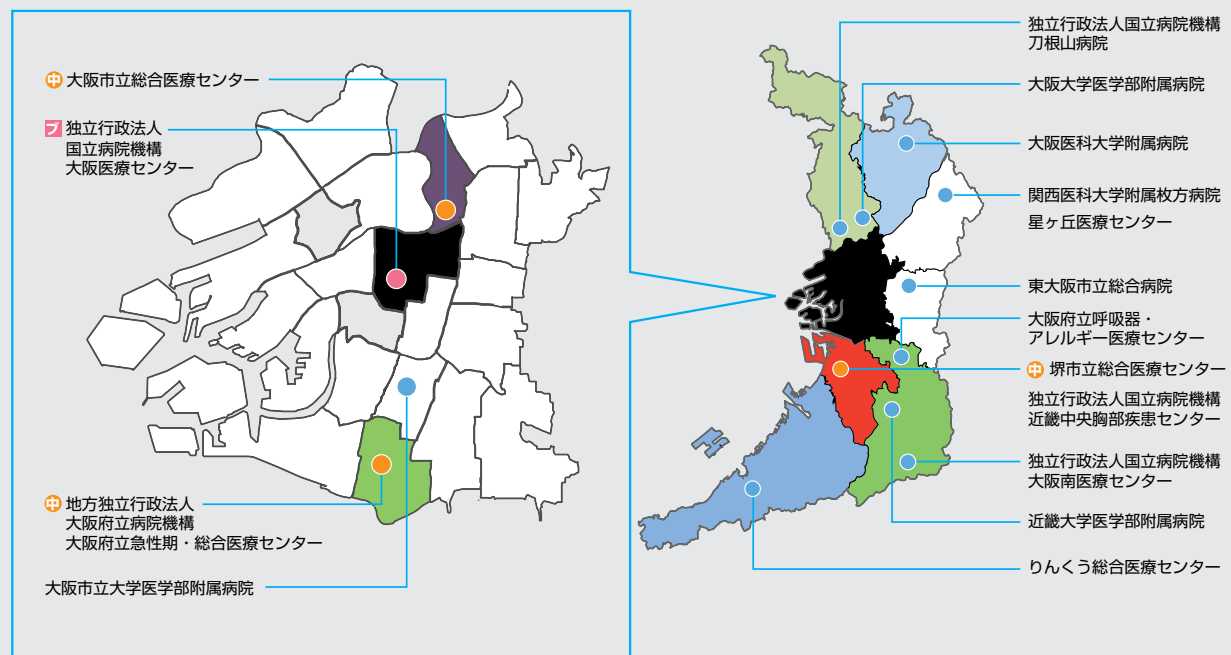 中 大阪市立総合医療センター
ブ 独立行政法人
国立病院機構
大阪医療センター
中 地方独立行政法人
大阪府立病院機構
大阪府立急性期・総合医療センター
大阪市立大学医学部附属病院
独立行政法人国立病院機構
刀根山病院
大阪大学医学部附属病院
大阪医科大学附属病院
関西医科大学附属枚方病院
星ヶ丘医療センター
東大阪市立総合病院
大阪府立呼吸器・
アレルギー医療センター
中 堺市立総合医療センター
独立行政法人国立病院機構
近畿中央胸部疾患センター
独立行政法人国立病院機構
大阪南医療センター
近畿大学医学部附属病院
りんくう総合医療センター